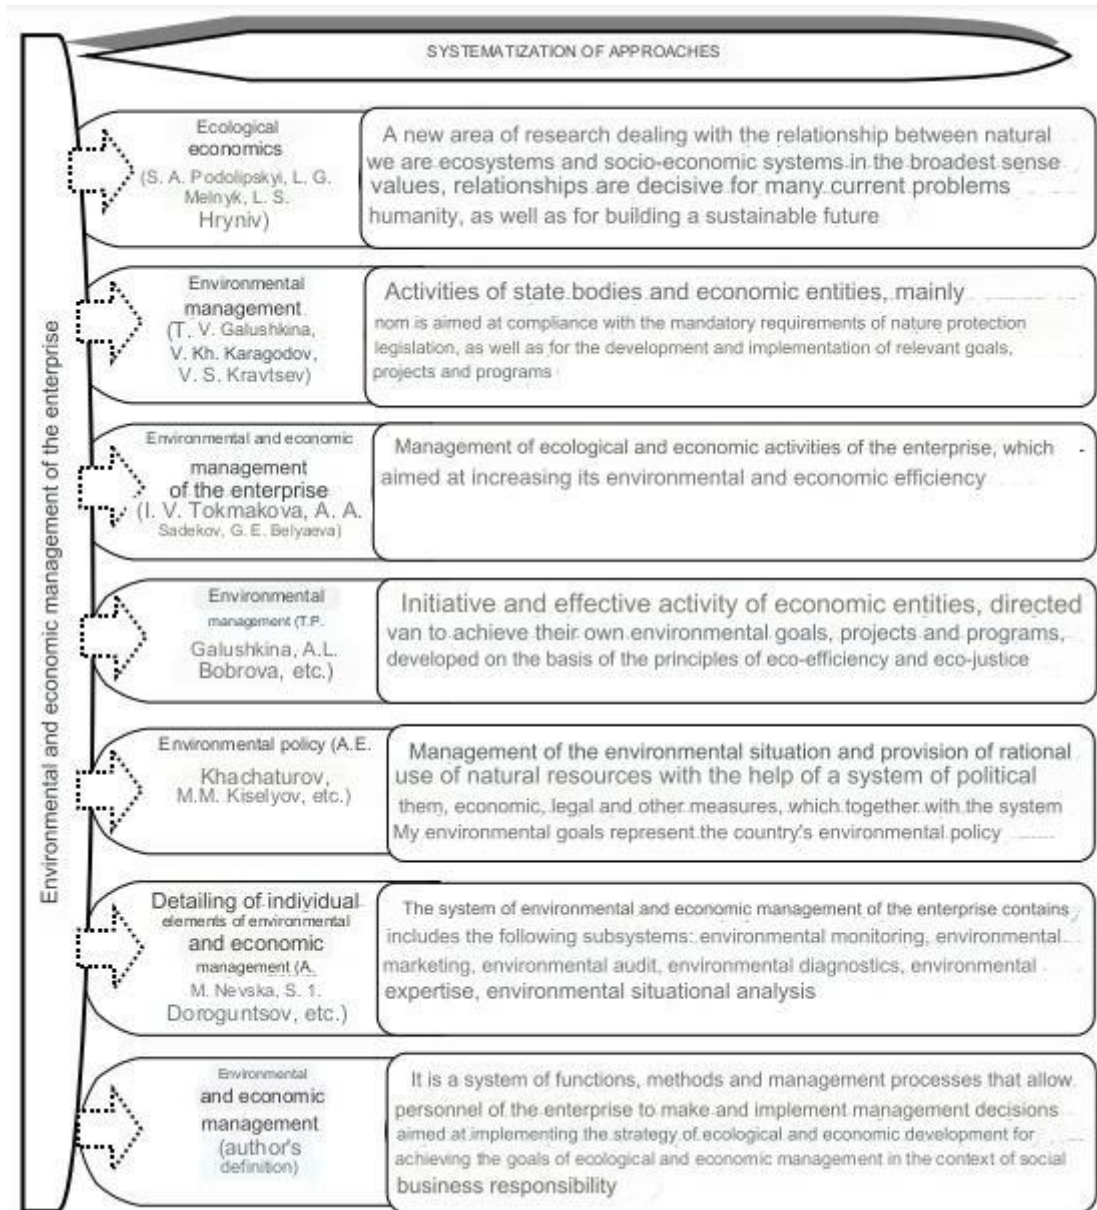 SYSTEMATIZATION OF APPROACHES
Environmental and economic management of the enterprise
Ecological
economics
(S. A. Podolipskyi, L. G.
Melnyk, L. S.
Hryniv)
A new area of research dealing with the relationship between natural
we are ecosystems and socio-economic systems in the broadest sense
values, relationships are decisive for many current problems
humanity, as well as for building a sustainable future
Environmental
management
(T. V. Galushkina,
V. Kh. Karagodov,
V. S. Kravtsev)
Activities of state bodies and economic entities, mainly
nom is aimed at compliance with the mandatory requirements of nature protection
legislation, as well as for the development and implementation of relevant goals,
projects and programs
Environmental and economic
management
of the enterprise
(I. V. Tokmakova, A. A.
Sadekov, G. E. Belyaeva)
Management of ecological and economic activities of the enterprise, which
aimed at increasing its environmental and economic efficiency
Environmental
management (T.P.
Galushkina, A.L.
Bobrova, etc.)
Initiative and effective activity of economic entities, directed
van to achieve their own environmental goals, projects and programs,
developed on the basis of the principles of eco-efficiency and eco-justice
Environmental policy (A.E.
Khachaturov,
M.M. Kiselyov, etc.)
Management of the environmental situation and provision of rational
use of natural resources with the help of a system of political
them, economic, legal and other measures, which together with the system
My environmental goals represent the country's environmental policy
Detailing of individual
elements of environmental
and economic
management (A.
M. Nevska, S. 1.
Doroguntsov, etc.)
The system of environmental and economic management of the enterprise contains
includes the following subsystems: environmental monitoring, environmental
marketing, environmental audit, environmental diagnostics, environmental
expertise, environmental situational analysis
Environmental
and economic
management
(author's
definition)
It is a system of functions, methods and management processes that allow
personnel of the enterprise to make and implement management decisions
aimed at implementing the strategy of ecological and economic development for
achieving the goals of ecological and economic management in the context of social
business responsibility